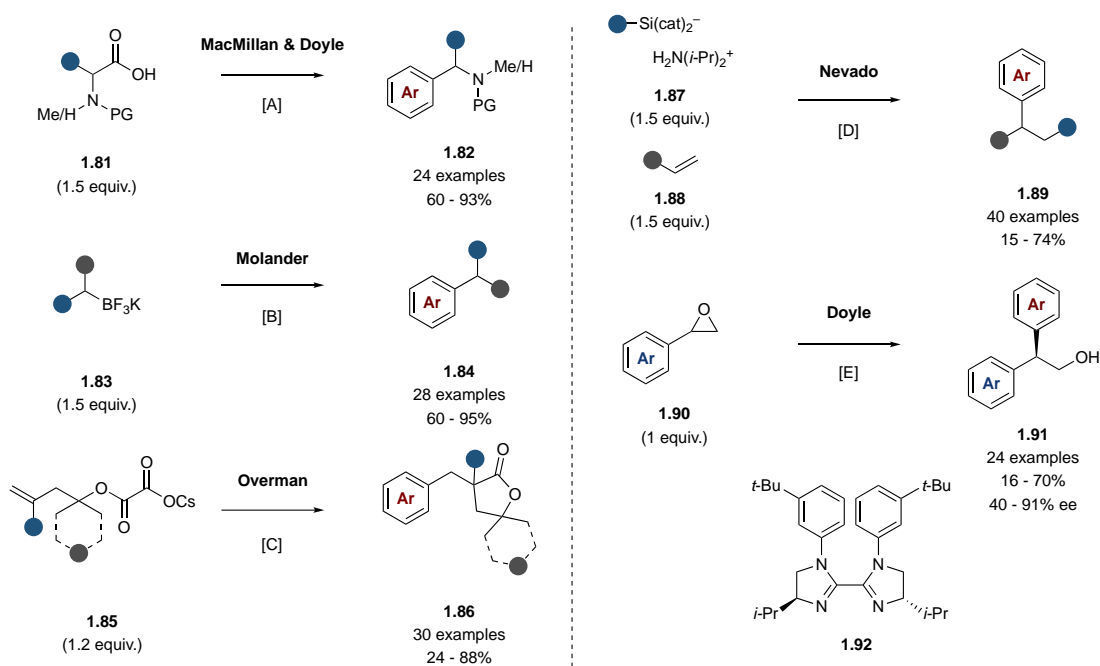 O
OH
N
Me/H
PG
1.81
(1.5 equiv.)
MacMillan & Doyle
[A]
Ar
N
Me/H
PG
1.82
24 examples
60 - 93%
BF3K
1.83
(1.5 equiv.)
Molander
[B]
Ar
1.84
28 examples
60 - 95%
O
O
O
OCs
1.85
(1.2 equiv.)
Overman
[C]
Ar
O
O
1.86
30 examples
24 - 88%
Si(cat)2–
H2N(i-Pr)2+
1.87
(1.5 equiv.)
1.88
(1.5 equiv.)
Nevado
[D]
Ar
1.89
40 examples
15 - 74%
O
Ar
1.90
(1 equiv.)
Doyle
[E]
Ar
Ar
OH
1.91
24 examples
16 - 70%
40 - 91% ee
t-Bu
t-Bu
N
N
N
N
i-Pr
i-Pr
1.92